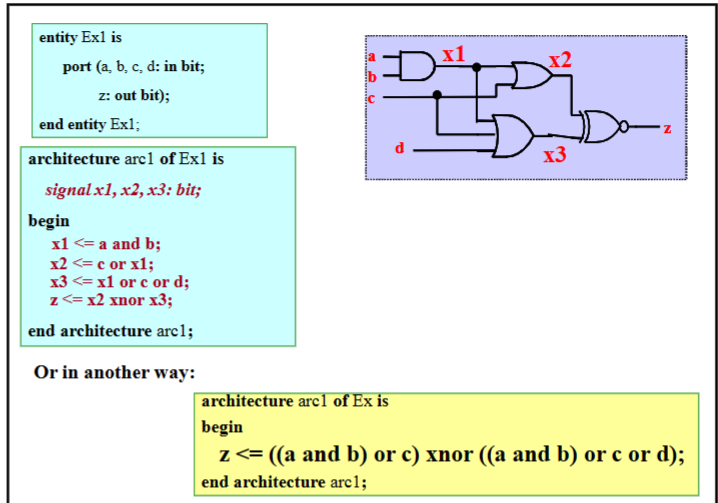 entity Ex1 is
port (a, b, c, d: in bit;
z: out bit);
end entity Ex1;
a
b
c
d
x1
x2
x3
z
architecture arc1 of Ex1 is
signal x1, x2, x3: bit;
begin
x1 <= a and b;
x2 <= c or x1;
x3 <= x1 or c or d;
z <= x2 xnor x3;
end architecture arc1;
Or in another way:
architecture arc1 of Ex is
begin
z <= ((a and b) or c) xnor ((a and b) or c or d);
end architecture arc1;